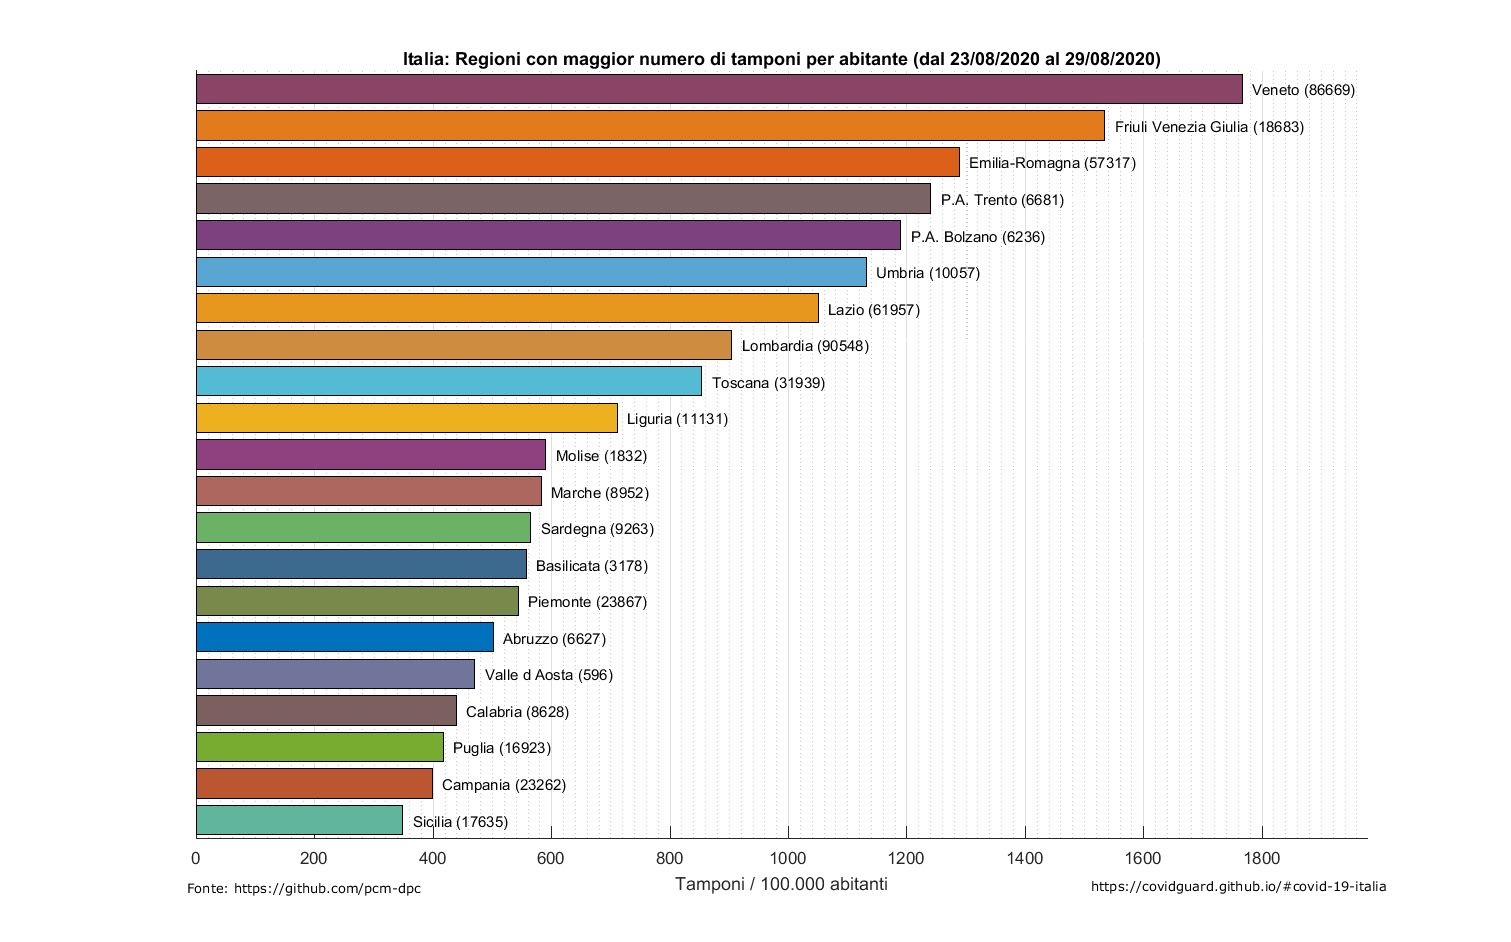 Italia: Regioni con maggior numero di tamponi per abitante (dal 23/08/2020 al 29/08/2020)
Veneto (86669)
Friuli Venezia Giulia (18683)
Emilia-Romagna (57317)
P.A. Trento (6681)
P.A. Bolzano (6236)
Umbria (10057)
Lazio (61957)
Lombardia (90548)
Toscana (31939)
Liguria (11131)
Molise (1832)
Marche (8952)
Sardegna (9263)
Basilicata (3178)
Piemonte (23867)
Abruzzo (6627)
Valle d Aosta (596)
Calabria (8628)
Puglia (16923)
Campania (23262)
Sicilia (17635)
0 200 400 600 800 1000 1200 1400 1600 1800
Tamponi / 100.000 abitanti
Fonte: https://github.com/pcm-dpc
https://covidguard.github.io/#covid-19-italia